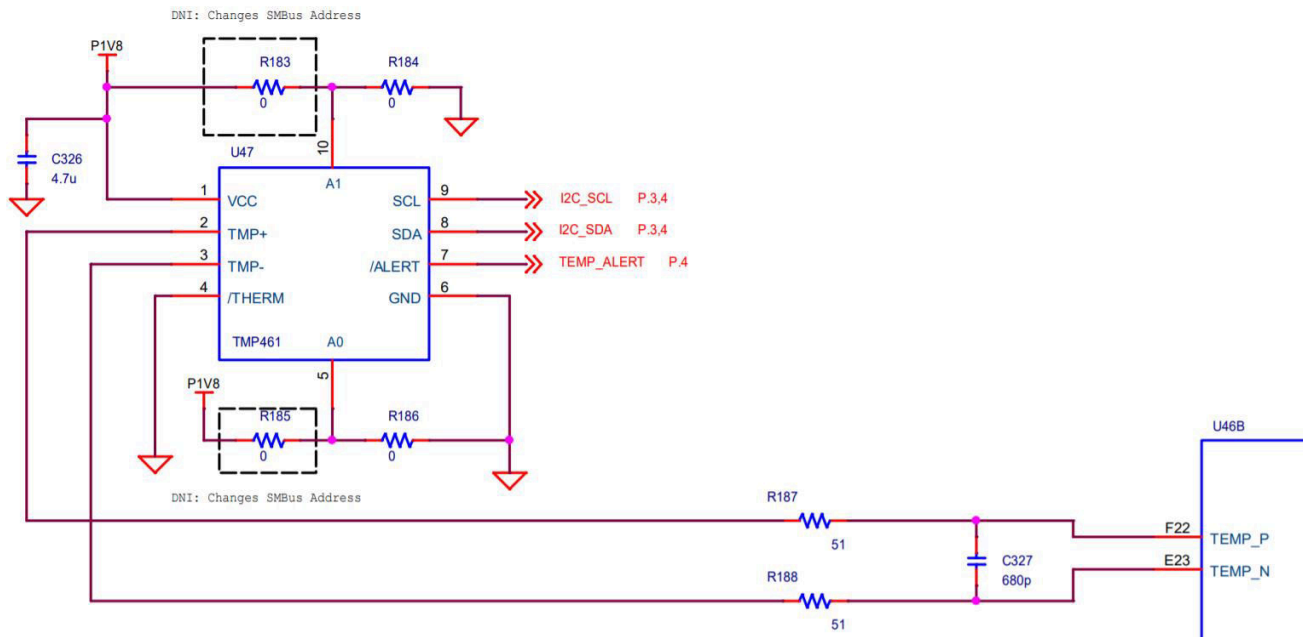 DNI: Changes SMBus Address
P1V8
R183
0
R184
0
C326
4.7u
U47
10
A1
1
VCC
SCL
9
I2C_SCL P.3,4
2
TMP+
SDA
8
I2C_SDA P.3,4
3
TMP-
/ALERT
7
TEMP_ALERT P.4
4
/THERM
GND
6
TMP461
A0
5
P1V8
R185
0
R186
0
DNI: Changes SMBus Address
U46B
R187
51
F22
TEMP_P
C327
680p
E23
TEMP_N
R188
51